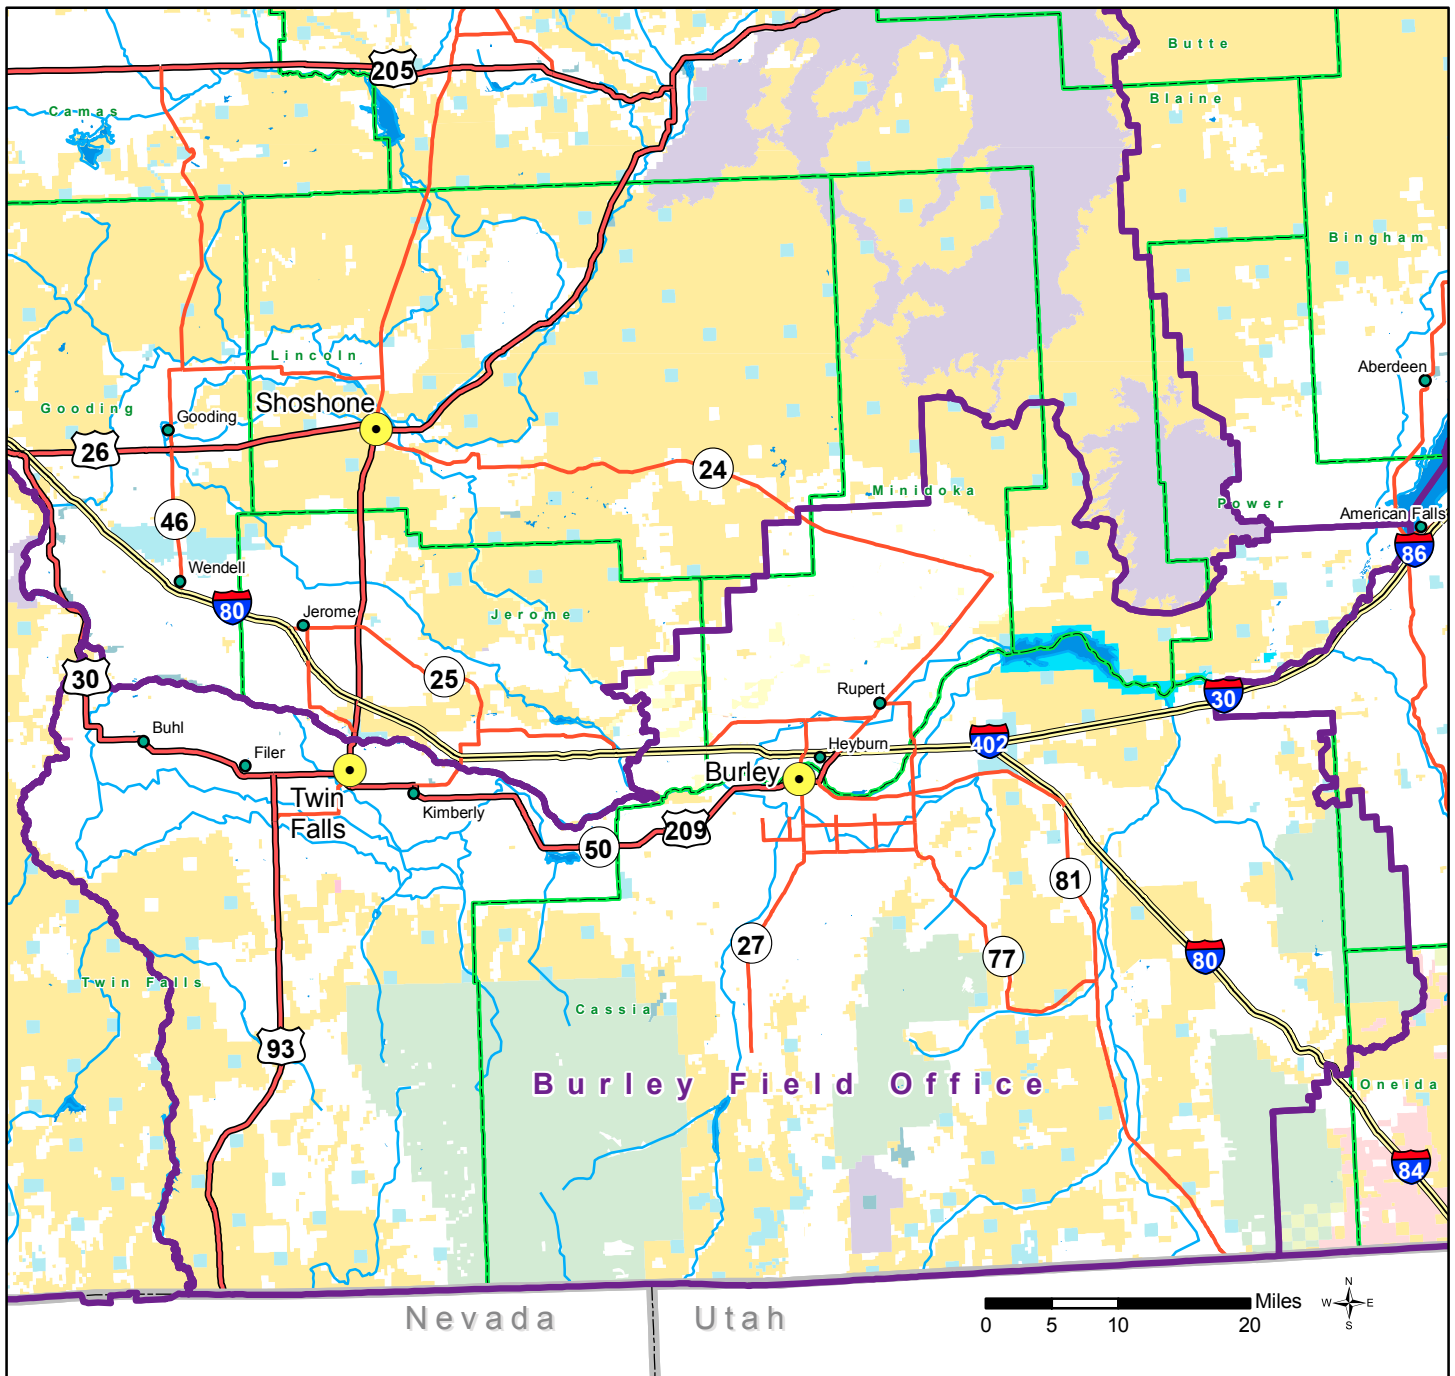 Butte
205
Blaine
Camas
Bingham
Lincoln
Aberdeen
Shoshone
Gooding
Gooding
26
24
Minidoka
Power
46
American Falls
86
Wendell
80
Jerome
Jerome
30
25
Rupert
30
Buhl
Heyburn
402
Filer
Burley
Twin
Falls
Kimberly
209
50
81
27
77
80
Twin Falls
Cassia
93
Burley Field Office
Oneida
84
Nevada
Utah
Miles
0
5
10
20
N
W
E
S